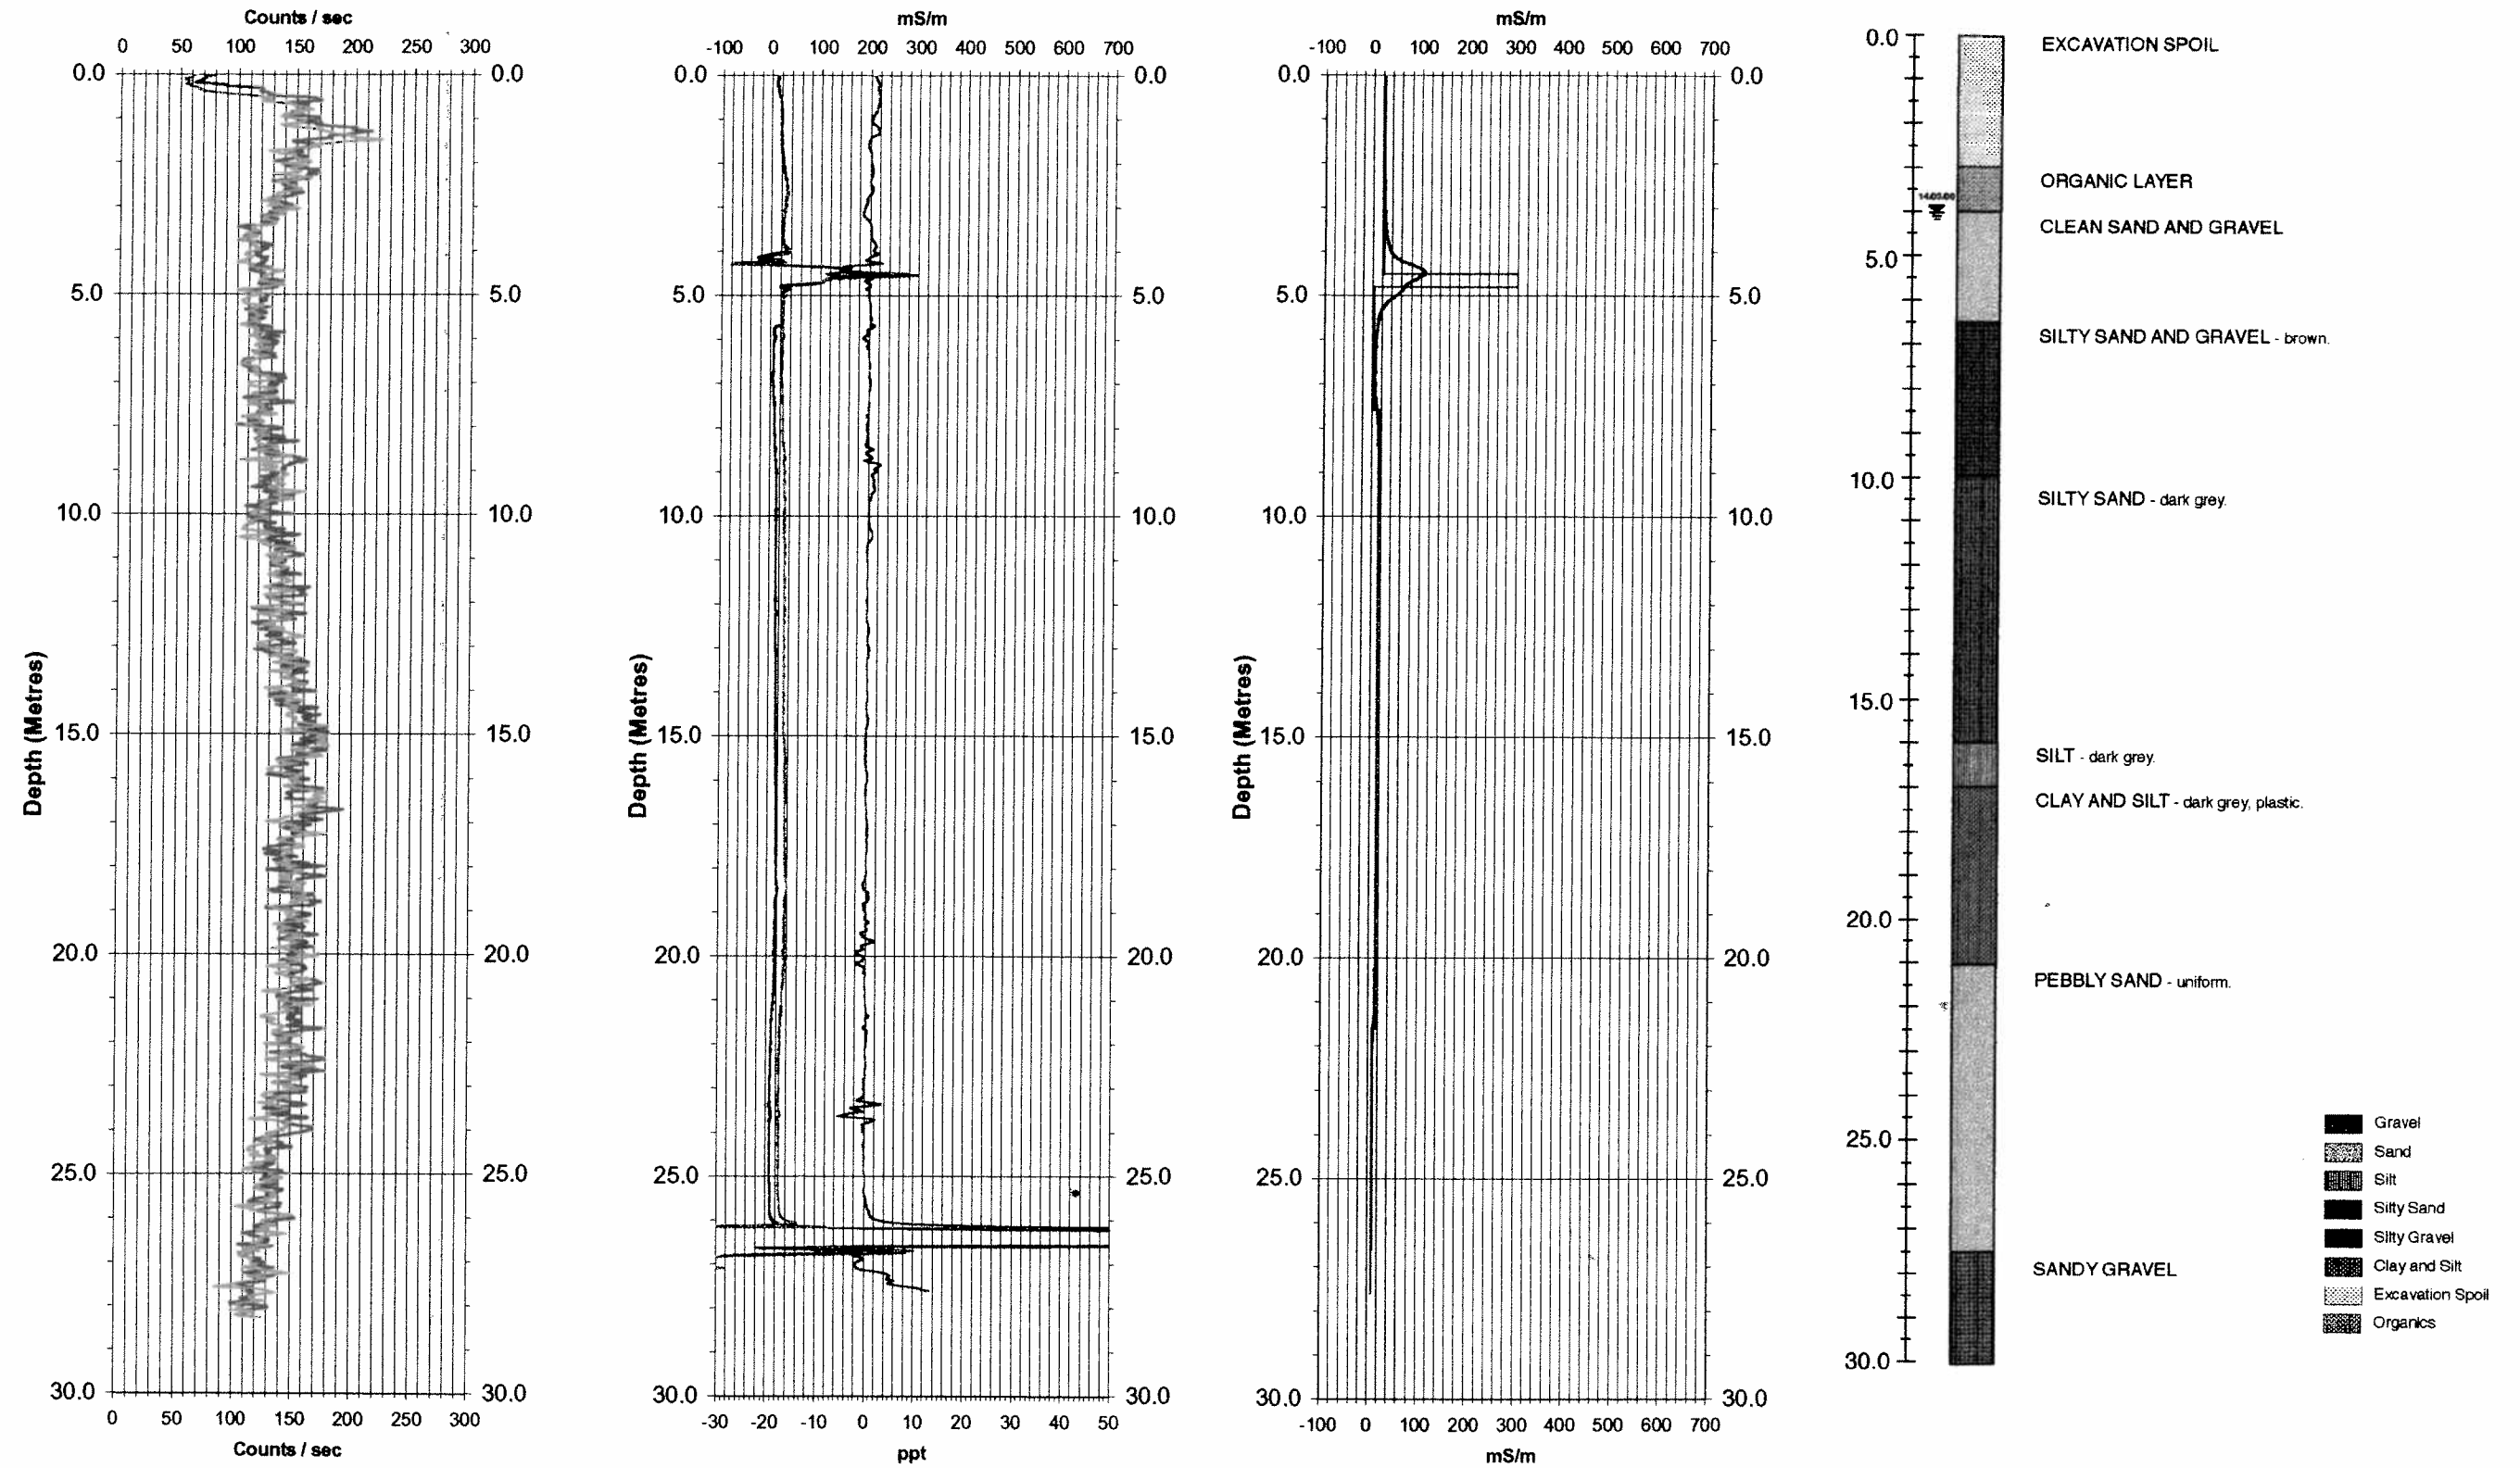 Counts / sec
0 50 100 150 200 250 300
0.0 0.0
5.0 5.0
10.0 10.0
Depth (Metres)
15.0 15.0
20.0 20.0
25.0 25.0
30.0 30.0
0 50 100 150 200 250 300
Counts / sec
mS/m
-100 0 100 200 300 400 500 600 700
0.0 0.0
5.0 5.0
10.0 10.0
Depth (Metres)
15.0 15.0
20.0 20.0
25.0 25.0
30.0 30.0
-30 -20 -10 0 10 20 30 40 50
ppt
mS/m
-100 0 100 200 300 400 500 600 700
0.0 0.0
5.0 5.0
10.0 10.0
Depth (Metres)
15.0 15.0
20.0 20.0
25.0 25.0
30.0 30.0
-100 0 100 200 300 400 500 600 700
mS/m
0.0
EXCAVATION SPOIL
ORGANIC LAYER
CLEAN SAND AND GRAVEL
5.0
SILTY SAND AND GRAVEL - brown.
10.0
SILTY SAND - dark grey.
15.0
SILT - dark grey.
CLAY AND SILT - dark grey, plastic.
20.0
PEBBLY SAND - uniform.
25.0
SANDY GRAVEL
30.0
Gravel
Sand
Silt
Silty Sand
Silty Gravel
Clay and Silt
Excavation Spoil
Organics